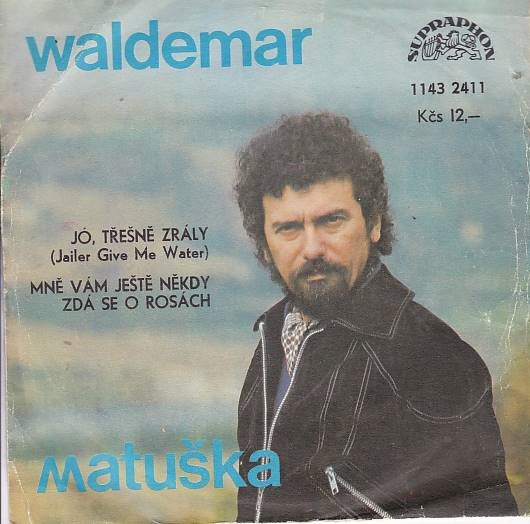 waldemar
SUPRAPHON
1143 2411
Kčs 12,–
JÓ, TŘEŠNĚ ZRÁLY
(Jailer Give Me Water)
MNĚ VÁM JEŠTĚ NĚKDY
ZDÁ SE O ROSÁCH
matuška